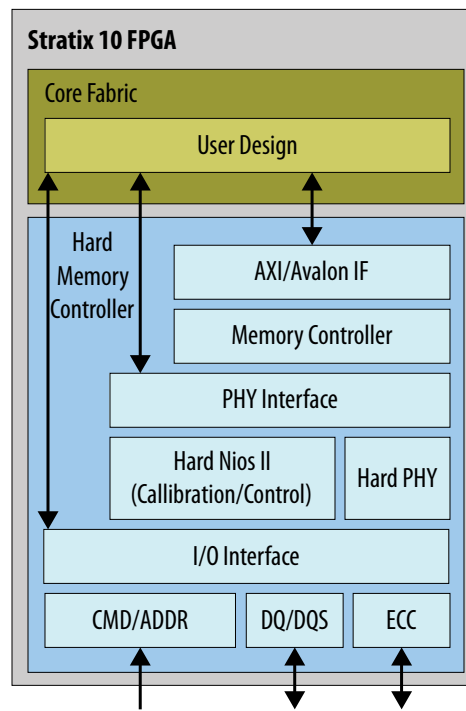 Stratix 10 FPGA
Core Fabric
User Design
Hard
Memory
Controller
AXI/Avalon IF
Memory Controller
PHY Interface
Hard Nios II
(Callibration/Control)
Hard PHY
I/O Interface
CMD/ADDR
DQ/DQS
ECC